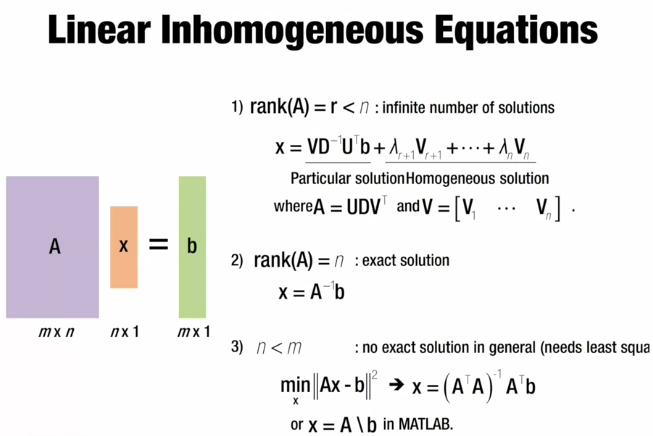 Linear Inhomogeneous Equations
1) rank(A) = r < n : infinite number of solutions
x = VD⁻¹Uᵀb + λᵣ₊₁Vᵣ₊₁ + ⋯ + λₙVₙ
Particular solution Homogeneous solution
where A = UDVᵀ and V = [V₁ ⋯ Vₙ] .
A x = b
m x n n x 1 m x 1
2) rank(A) = n : exact solution
x = A⁻¹b
3) n < m : no exact solution in general (needs least squa
min ‖Ax - b‖² ➔ x = (AᵀA)⁻¹Aᵀb
x
or x = A \ b in MATLAB.